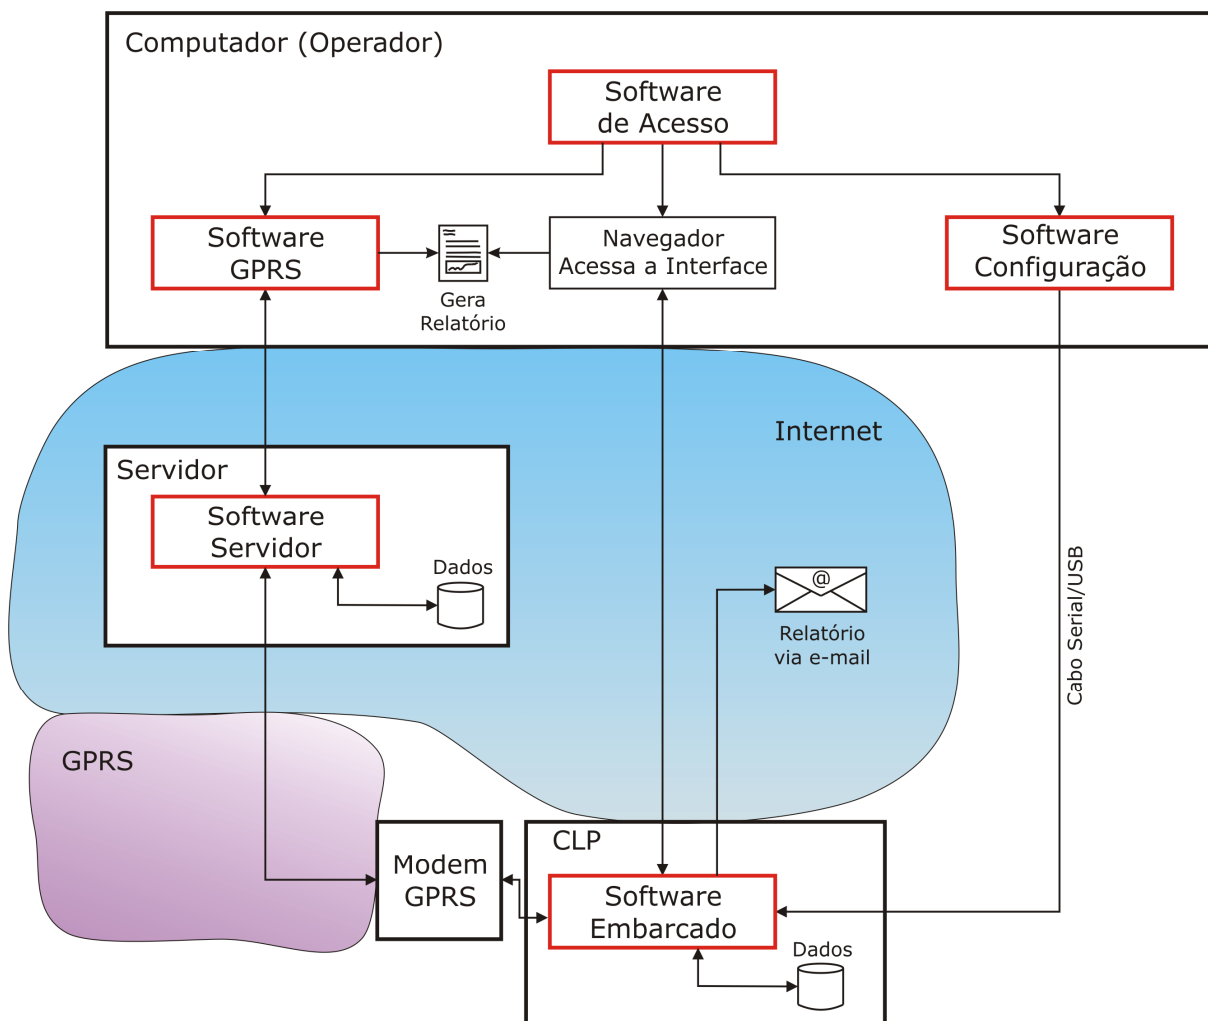 Computador (Operador)
Software
de Acesso
Software
GPRS
Gera
Relatório
Navegador
Acessa a Interface
Software
Configuração
Internet
Servidor
Software
Servidor
Dados
@
Relatório
via e-mail
Cabo Serial/USB
GPRS
Modem
GPRS
CLP
Software
Embarcado
Dados